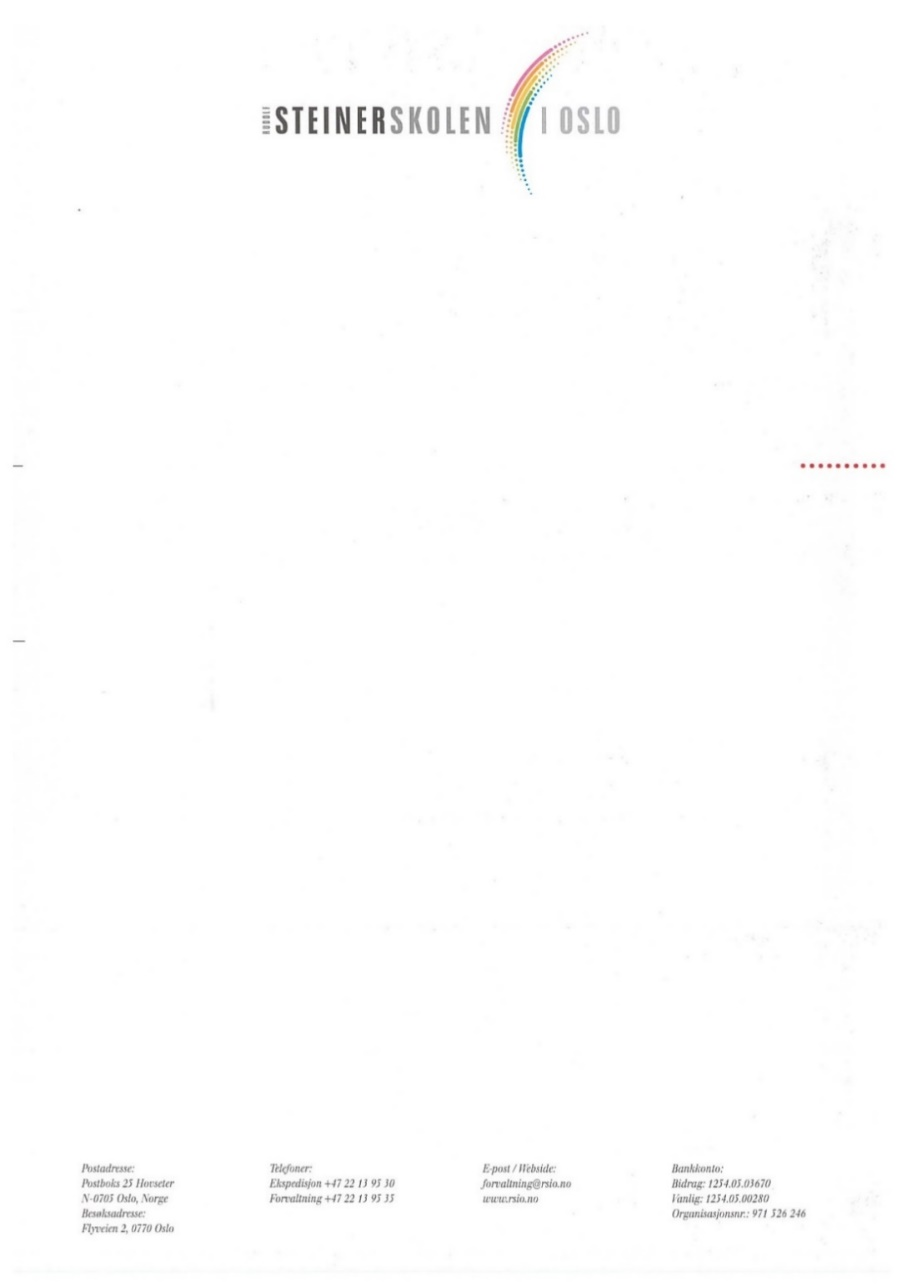 RUDOLF STEINERSKOLEN I OSLO
Postadresse:
Postboks 25 Hovseter
N-0705 Oslo, Norge
Besøksadresse:
Flyveien 2, 0770 Oslo
Telefoner:
Ekspedisjon +47 22 13 95 30
Forvaltning +47 22 13 95 35
E-post / Webside:
forvaltning@rsio.no
www.rsio.no
Bankkonto:
Bidrag: 1254.05.03670
Vanlig: 1254.05.00280
Organisasjonsnr.: 971 526 246